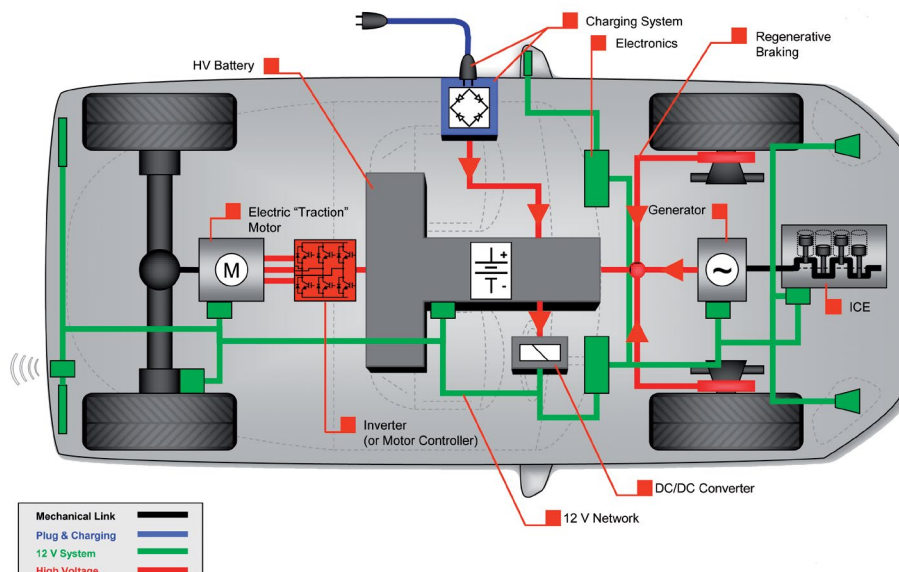 Charging System
Electronics
Regenerative
Braking
HV Battery
Electric “Traction”
Motor
Generator
M
+
-
~
ICE
Inverter
(or Motor Controller)
DC/DC Converter
12 V Network
Mechanical Link
Plug & Charging
12 V System
High Voltage